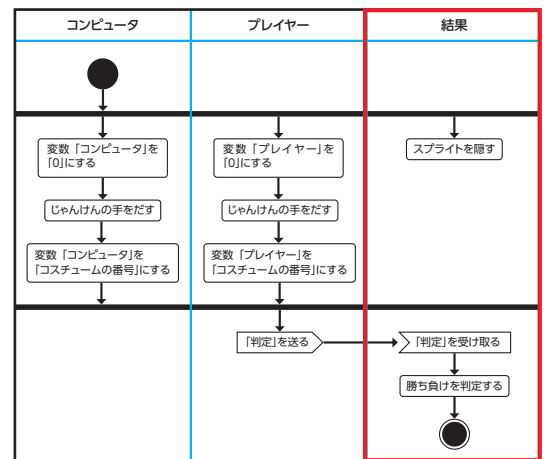 コンピュータ
プレイヤー
結果
変数「コンピュータ」を
「0」にする
変数「プレイヤー」を
「0」にする
スプライトを隠す
じゃんけんの手をだす
じゃんけんの手をだす
変数「コンピュータ」を
「コスチュームの番号」にする
変数「プレイヤー」を
「コスチュームの番号」にする
「判定」を送る
「判定」を受け取る
勝ち負けを判定する